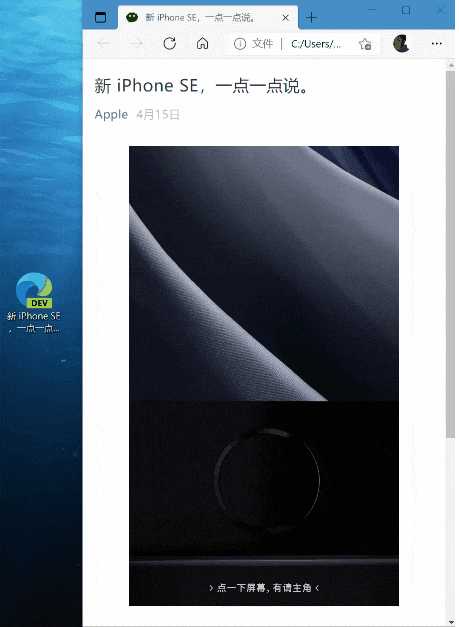 新 iPhone SE，一点一点说。
文件 | C:/Users/...
新 iPhone SE，一点一点说。
Apple 4月15日
DEV
新 iPhone SE
，一点一点...
> 点一下屏幕, 有请主角 <